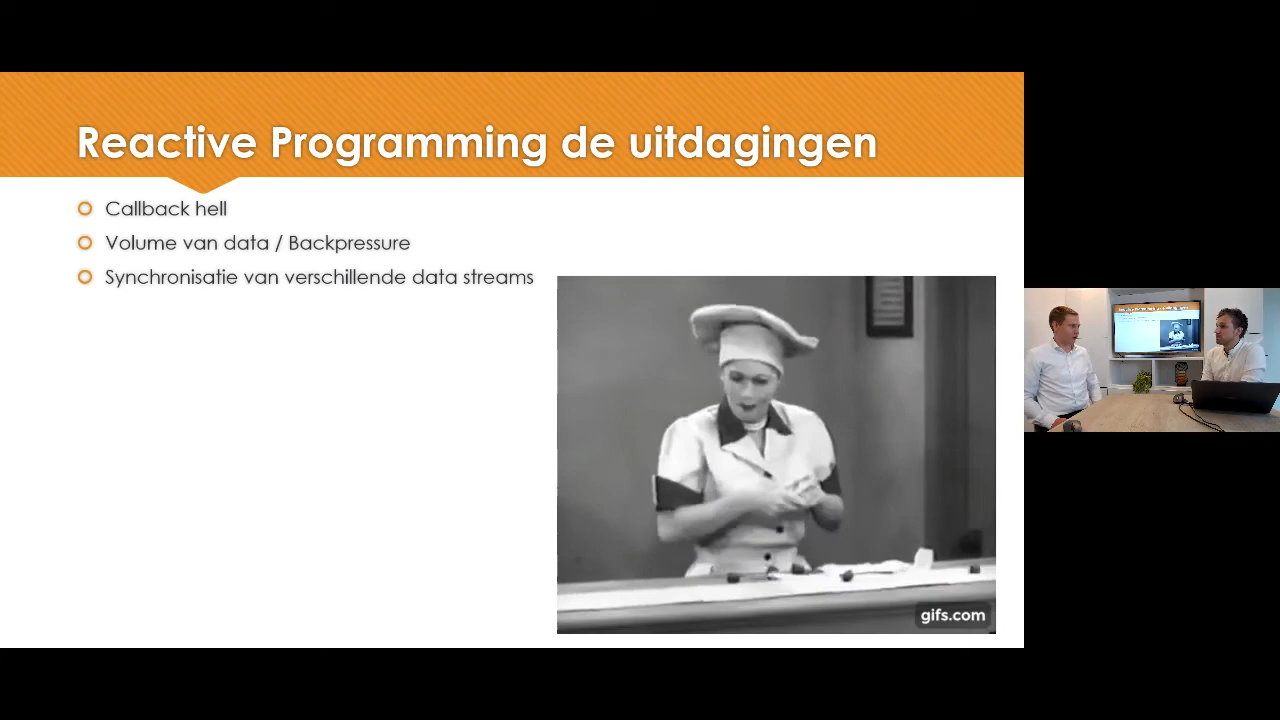 Reactive Programming de uitdagingen
Callback hell
Volume van data / Backpressure
Synchronisatie van verschillende data streams
gifs.com